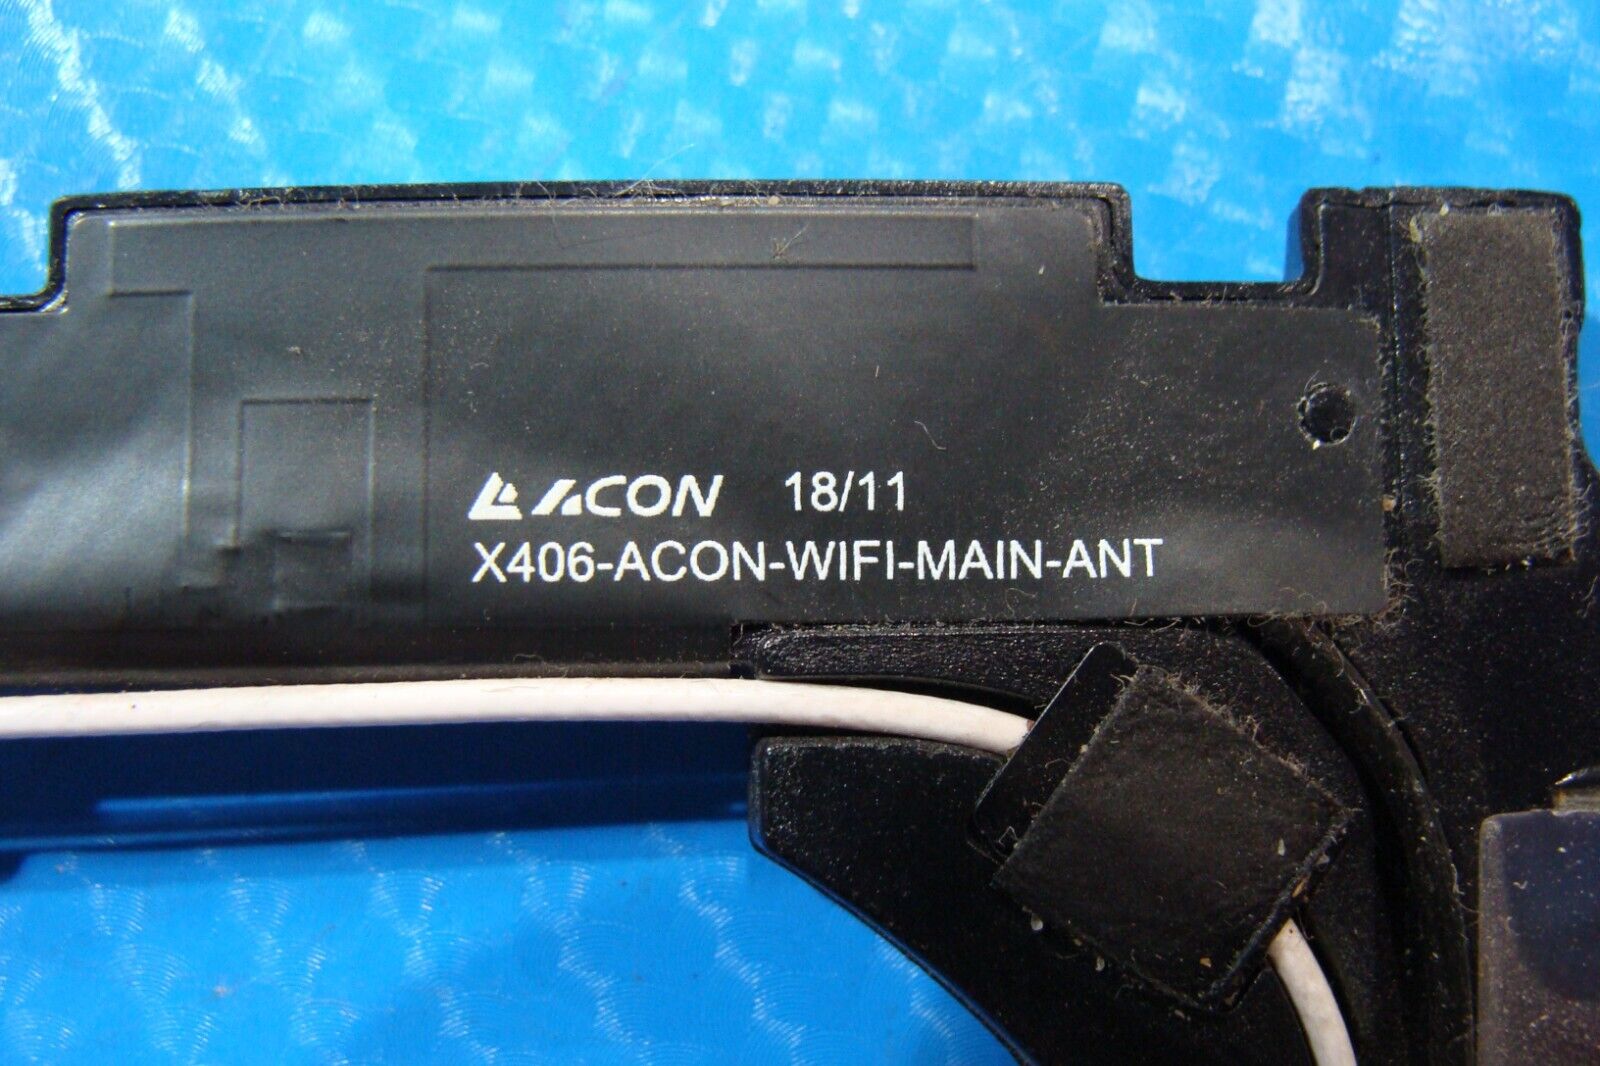 ACON 18/11
X406-ACON-WIFI-MAIN-ANT